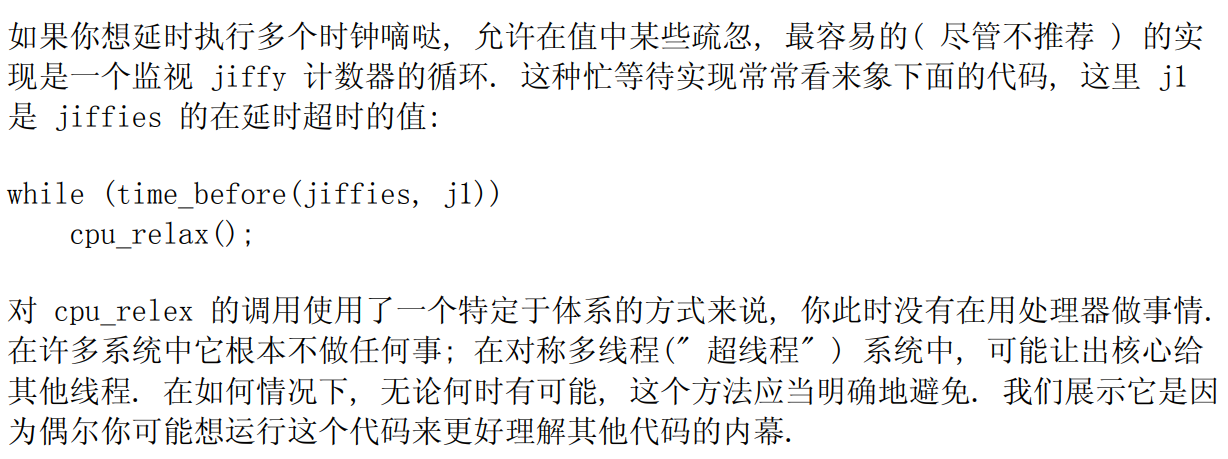 如果你想延时执行多个时钟嘀哒, 允许在值中某些疏忽, 最容易的( 尽管不推荐 ) 的实
现是一个监视 jiffy 计数器的循环. 这种忙等待实现常常看来象下面的代码, 这里 j1
是 jiffies 的在延时超时的值:
while (time_before(jiffies, j1))
    cpu_relax();
对 cpu_relex 的调用使用了一个特定于体系的方式来说, 你此时没有在用处理器做事情.
在许多系统中它根本不做任何事; 在对称多线程(" 超线程" ) 系统中, 可能让出核心给
其他线程. 在如何情况下, 无论何时有可能, 这个方法应当明确地避免. 我们展示它是因
为偶尔你可能想运行这个代码来更好理解其他代码的内幕.